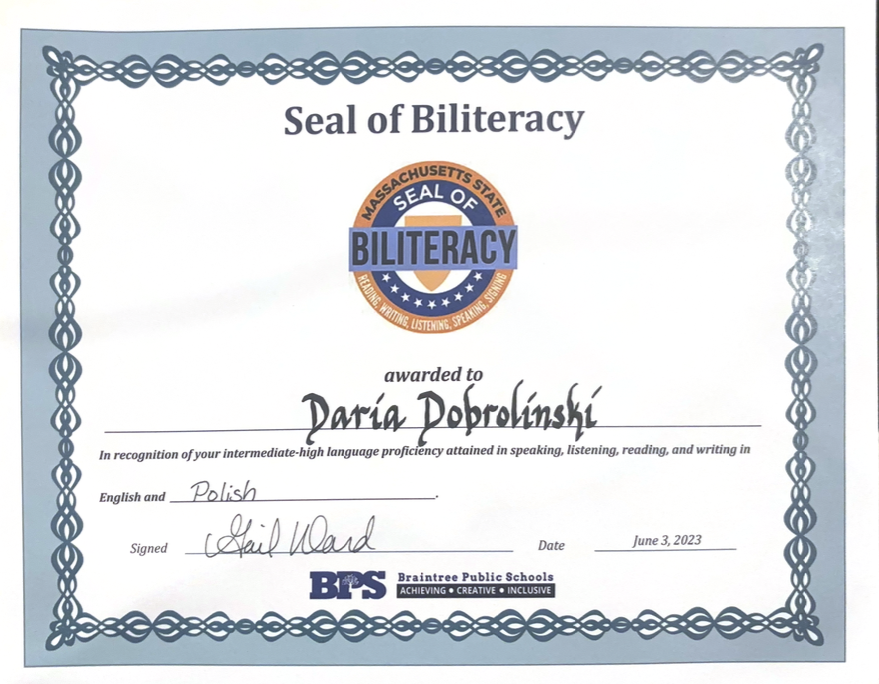 Seal of Biliteracy
MASSACHUSETTS STATE
SEAL OF
BILITERACY
READING, WRITING, LISTENING, SPEAKING, SIGNING
awarded to
Daria Dobrolinski
In recognition of your intermediate-high language proficiency attained in speaking, listening, reading, and writing in
English and Polish.
Signed Gail Ward Date June 3, 2023
BPS Braintree Public Schools
ACHIEVING • CREATIVE • INCLUSIVE